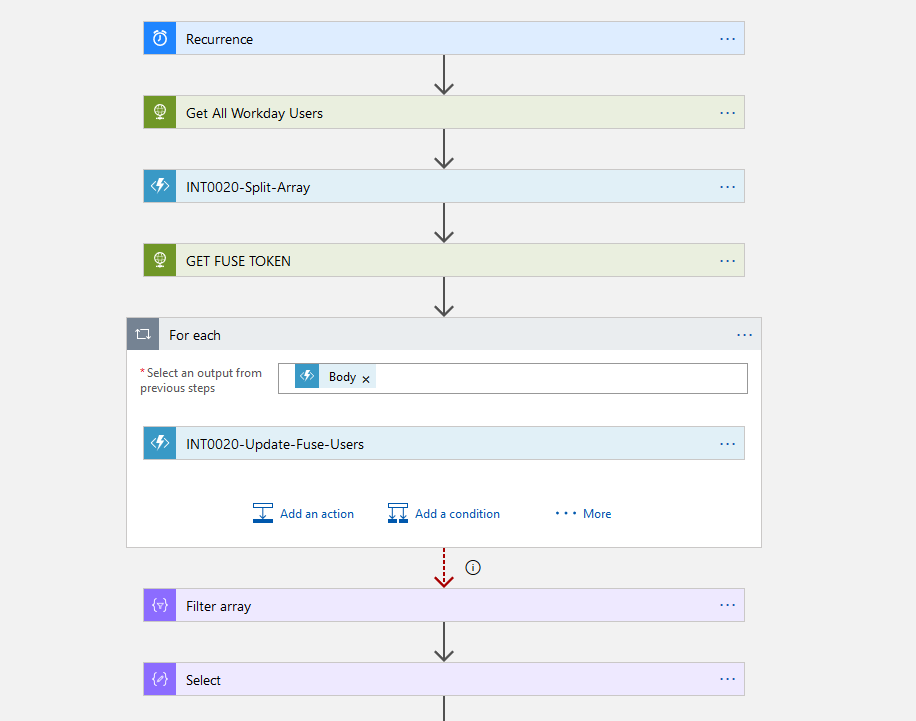 Recurrence
Get All Workday Users
INT0020-Split-Array
GET FUSE TOKEN
For each
*Select an output from
previous steps
Body x
INT0020-Update-Fuse-Users
Add an action
Add a condition
··· More
Filter array
Select